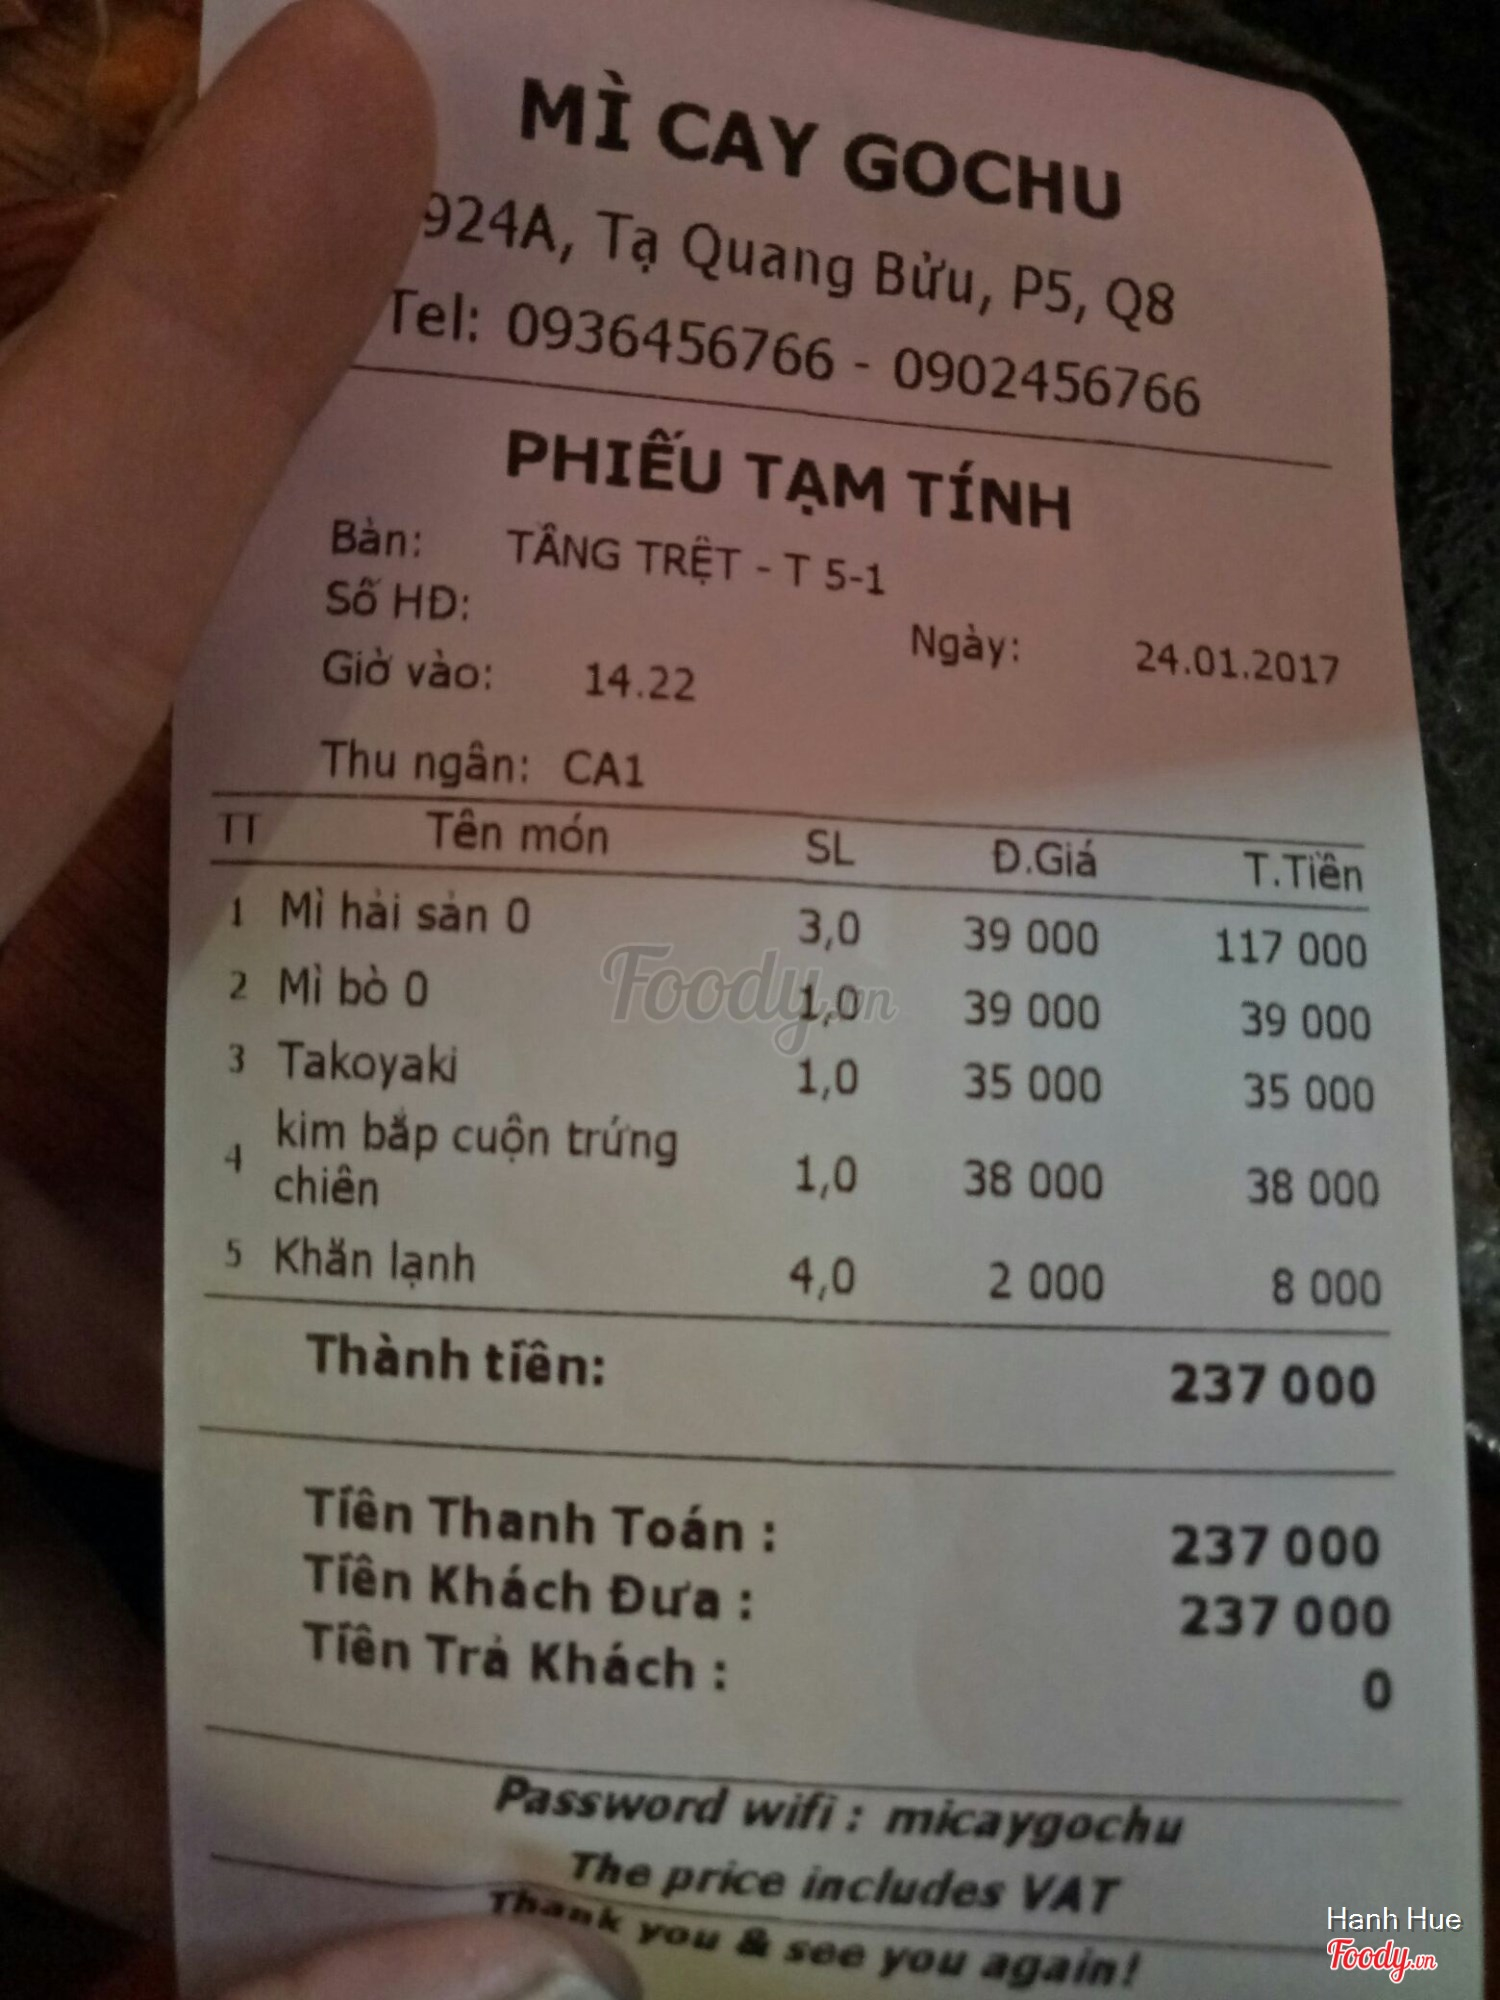 MÌ CAY GOCHU
924A, Tạ Quang Bửu, P5, Q8
Tel: 0936456766 - 0902456766
PHIẾU TẠM TÍNH
Bàn: TẦNG TRỆT - T 5-1
Số HĐ:
Ngày: 24.01.2017
Giờ vào: 14.22
Thu ngân: CA1
TT Tên món SL Đ.Giá T.Tiền
1 Mì hải sản 0 3,0 39 000 117 000
2 Mì bò 0 1,0 39 000 39 000
3 Takoyaki 1,0 35 000 35 000
4 kim bắp cuộn trứng chiên 1,0 38 000 38 000
5 Khăn lạnh 4,0 2 000 8 000
Thành tiền: 237 000
Tiền Thanh Toán : 237 000
Tiền Khách Đưa : 237 000
Tiền Trả Khách : 0
Password wifi : micaygochu
The price includes VAT
Thank you & see you again!
Foody.vn
Hanh Hue
Foody.vn